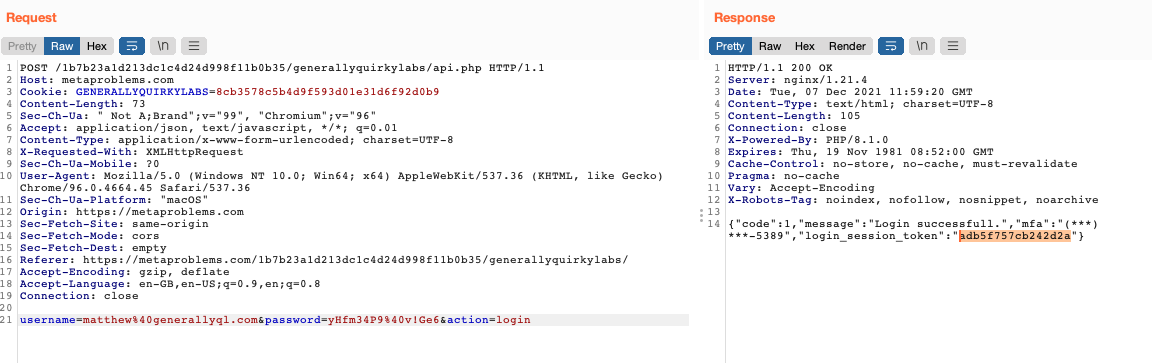 Request
Pretty Raw Hex \n
1 POST /1b7b23a1d213dc1c4d24d998f11b0b35/generallyquirkylabs/api.php HTTP/1.1
2 Host: metaproblems.com
3 Cookie: GENERALLYQUIRKYLABS=8cb3578c5b4d9f593d01e31d6f92d0b9
4 Content-Length: 73
5 Sec-Ch-Ua: " Not A;Brand";v="99", "Chromium";v="96"
6 Accept: application/json, text/javascript, */*; q=0.01
7 Content-Type: application/x-www-form-urlencoded; charset=UTF-8
8 X-Requested-With: XMLHttpRequest
9 Sec-Ch-Ua-Mobile: ?0
10 User-Agent: Mozilla/5.0 (Windows NT 10.0; Win64; x64) AppleWebKit/537.36 (KHTML, like Gecko)
Chrome/96.0.4664.45 Safari/537.36
11 Sec-Ch-Ua-Platform: "macOS"
12 Origin: https://metaproblems.com
13 Sec-Fetch-Site: same-origin
14 Sec-Fetch-Mode: cors
15 Sec-Fetch-Dest: empty
16 Referer: https://metaproblems.com/1b7b23a1d213dc1c4d24d998f11b0b35/generallyquirkylabs/
17 Accept-Encoding: gzip, deflate
18 Accept-Language: en-GB,en-US;q=0.9,en;q=0.8
19 Connection: close
20
21 username=matthew%40generallyql.com&password=yHfm34P9%40v!Ge6&action=login
Response
Pretty Raw Hex Render \n
1 HTTP/1.1 200 OK
2 Server: nginx/1.21.4
3 Date: Tue, 07 Dec 2021 11:59:20 GMT
4 Content-Type: text/html; charset=UTF-8
5 Content-Length: 105
6 Connection: close
7 X-Powered-By: PHP/8.1.0
8 Expires: Thu, 19 Nov 1981 08:52:00 GMT
9 Cache-Control: no-store, no-cache, must-revalidate
10 Pragma: no-cache
11 Vary: Accept-Encoding
12 X-Robots-Tag: noindex, nofollow, nosnippet, noarchive
13
14 {"code":1,"message":"Login successfull.","mfa":"(***)
***-5389","login_session_token":"adb5f757cb242d2a"}